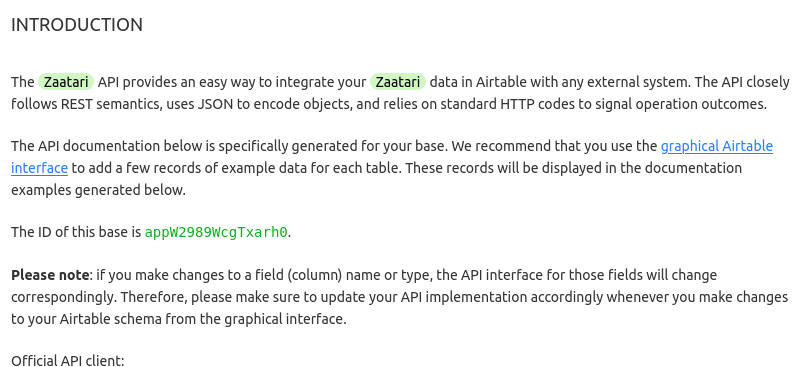 INTRODUCTION
The Zaatari API provides an easy way to integrate your Zaatari data in Airtable with any external system. The API closely
follows REST semantics, uses JSON to encode objects, and relies on standard HTTP codes to signal operation outcomes.
The API documentation below is specifically generated for your base. We recommend that you use the graphical Airtable
interface to add a few records of example data for each table. These records will be displayed in the documentation
examples generated below.
The ID of this base is appW2989WcgTxarh0.
Please note: if you make changes to a field (column) name or type, the API interface for those fields will change
correspondingly. Therefore, please make sure to update your API implementation accordingly whenever you make changes
to your Airtable schema from the graphical interface.
Official API client: